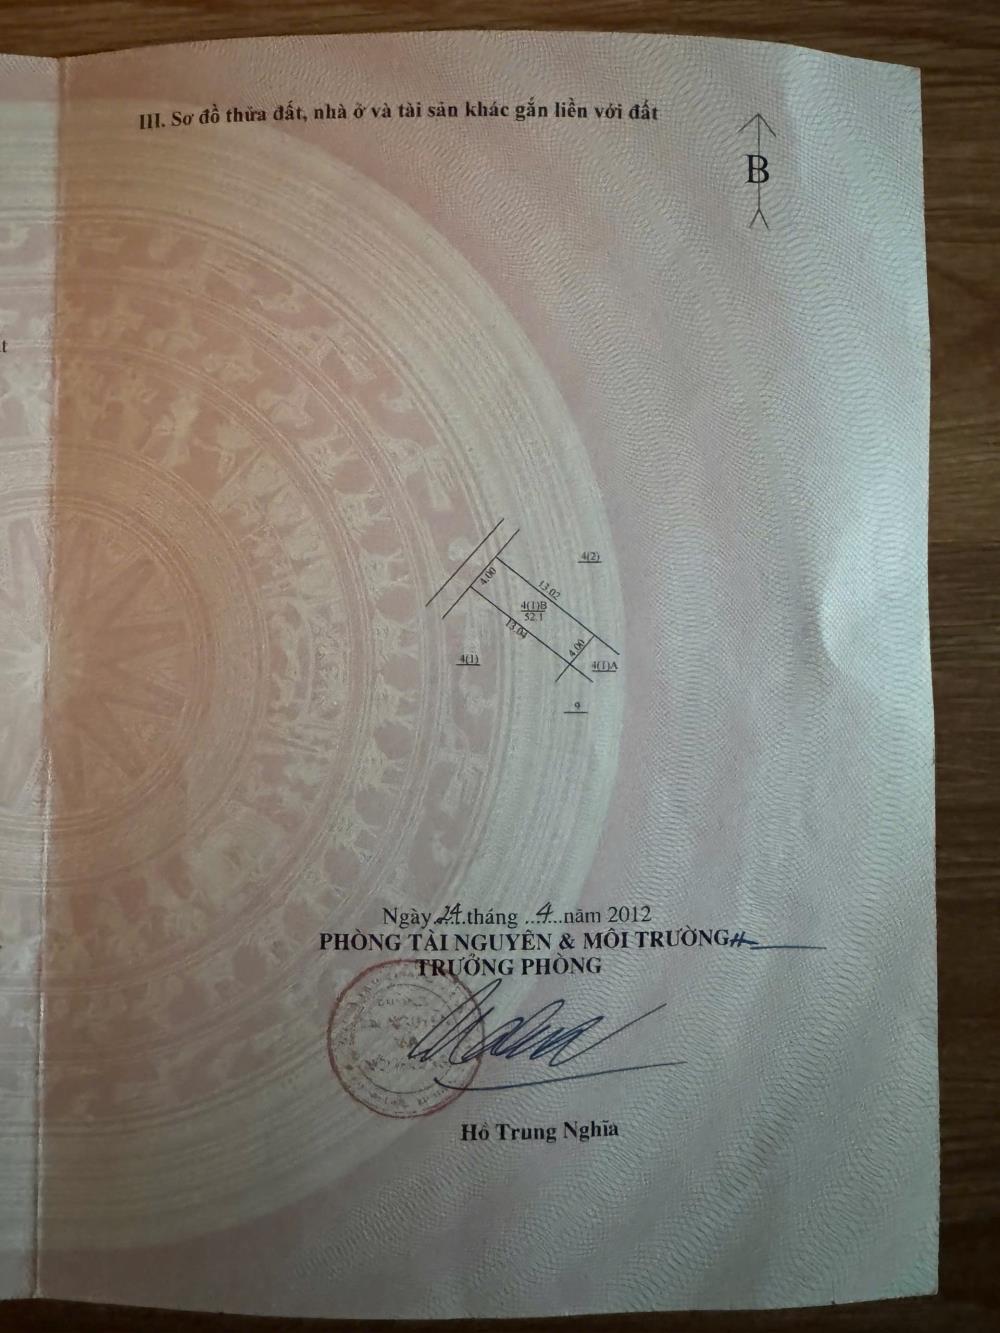 III. Sơ đồ thửa đất, nhà ở và tài sản khác gắn liền với đất
B
t
4(2)
4.00
13.02
4(1)B
52.1
13.04
4.00
4(1)
4(1)A
9
Ngày 24 tháng ..4...năm 2012
PHÒNG TÀI NGUYÊN & MÔI TRƯỜNG
TRƯỞNG PHÒNG
Hồ Trung Nghĩa